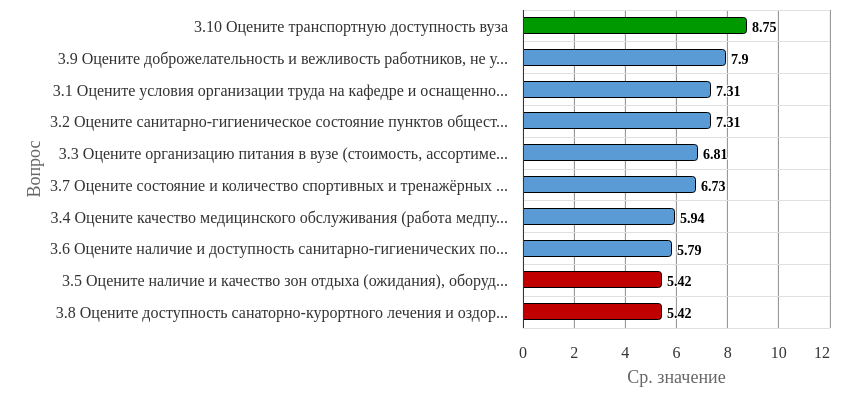 3.10 Оцените транспортную доступность вуза 8.75
3.9 Оцените доброжелательность и вежливость работников, не у... 7.9
3.1 Оцените условия организации труда на кафедре и оснащенно... 7.31
3.2 Оцените санитарно-гигиеническое состояние пунктов общест... 7.31
3.3 Оцените организацию питания в вузе (стоимость, ассортиме... 6.81
3.7 Оцените состояние и количество спортивных и тренажёрных ... 6.73
3.4 Оцените качество медицинского обслуживания (работа медпу... 5.94
3.6 Оцените наличие и доступность санитарно-гигиенических по... 5.79
3.5 Оцените наличие и качество зон отдыха (ожидания), оборуд... 5.42
3.8 Оцените доступность санаторно-курортного лечения и оздор... 5.42
Вопрос
0 2 4 6 8 10 12
Ср. значение